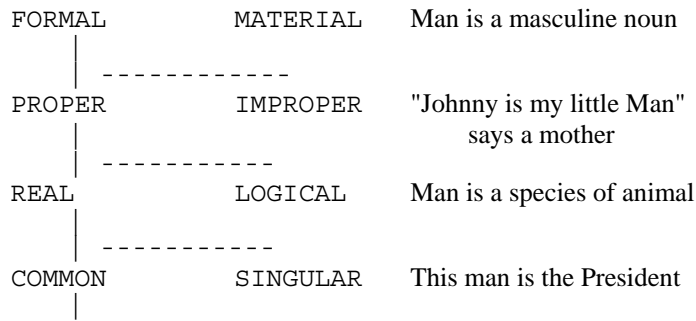 FORMAL MATERIAL Man is a masculine noun
PROPER IMPROPER "Johnny is my little Man"
says a mother
REAL LOGICAL Man is a species of animal
COMMON SINGULAR This man is the President